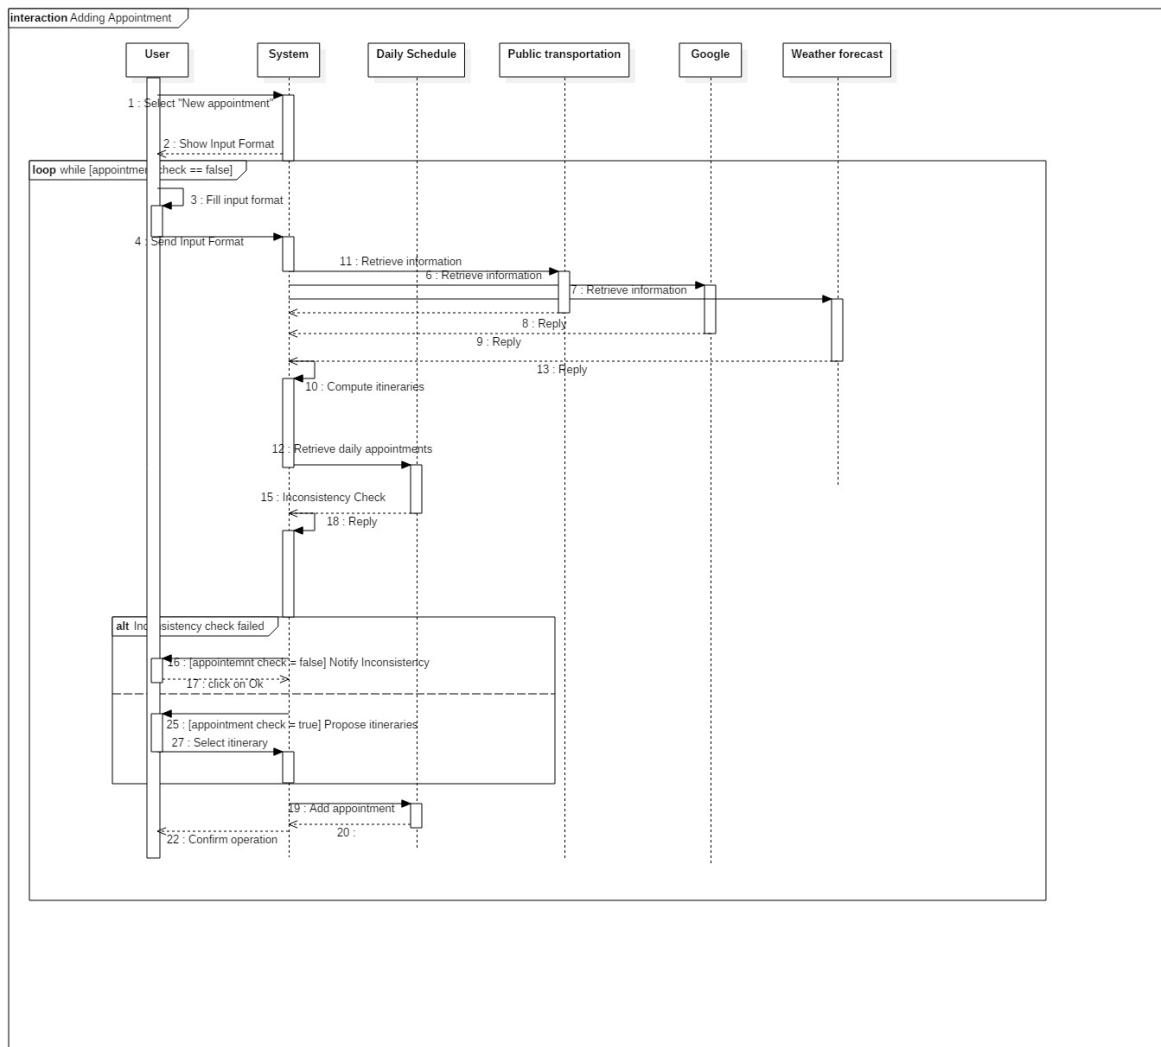 interaction Adding Appointment
User
System
Daily Schedule
Public transportation
Google
Weather forecast
1 : Select "New appointment"
2 : Show Input Format
loop while [appointment check == false]
3 : Fill input format
4 : Send Input Format
11 : Retrieve information
6 : Retrieve information
7 : Retrieve information
8 : Reply
9 : Reply
13 : Reply
10 : Compute itineraries
12 : Retrieve daily appointments
15 : Inconsistency Check
18 : Reply
alt Inconsistency check failed
16 : [appointemnt check = false] Notify Inconsistency
17 : click on Ok
25 : [appointment check = true] Propose itineraries
27 : Select itinerary
19 : Add appointment
20 :
22 : Confirm operation